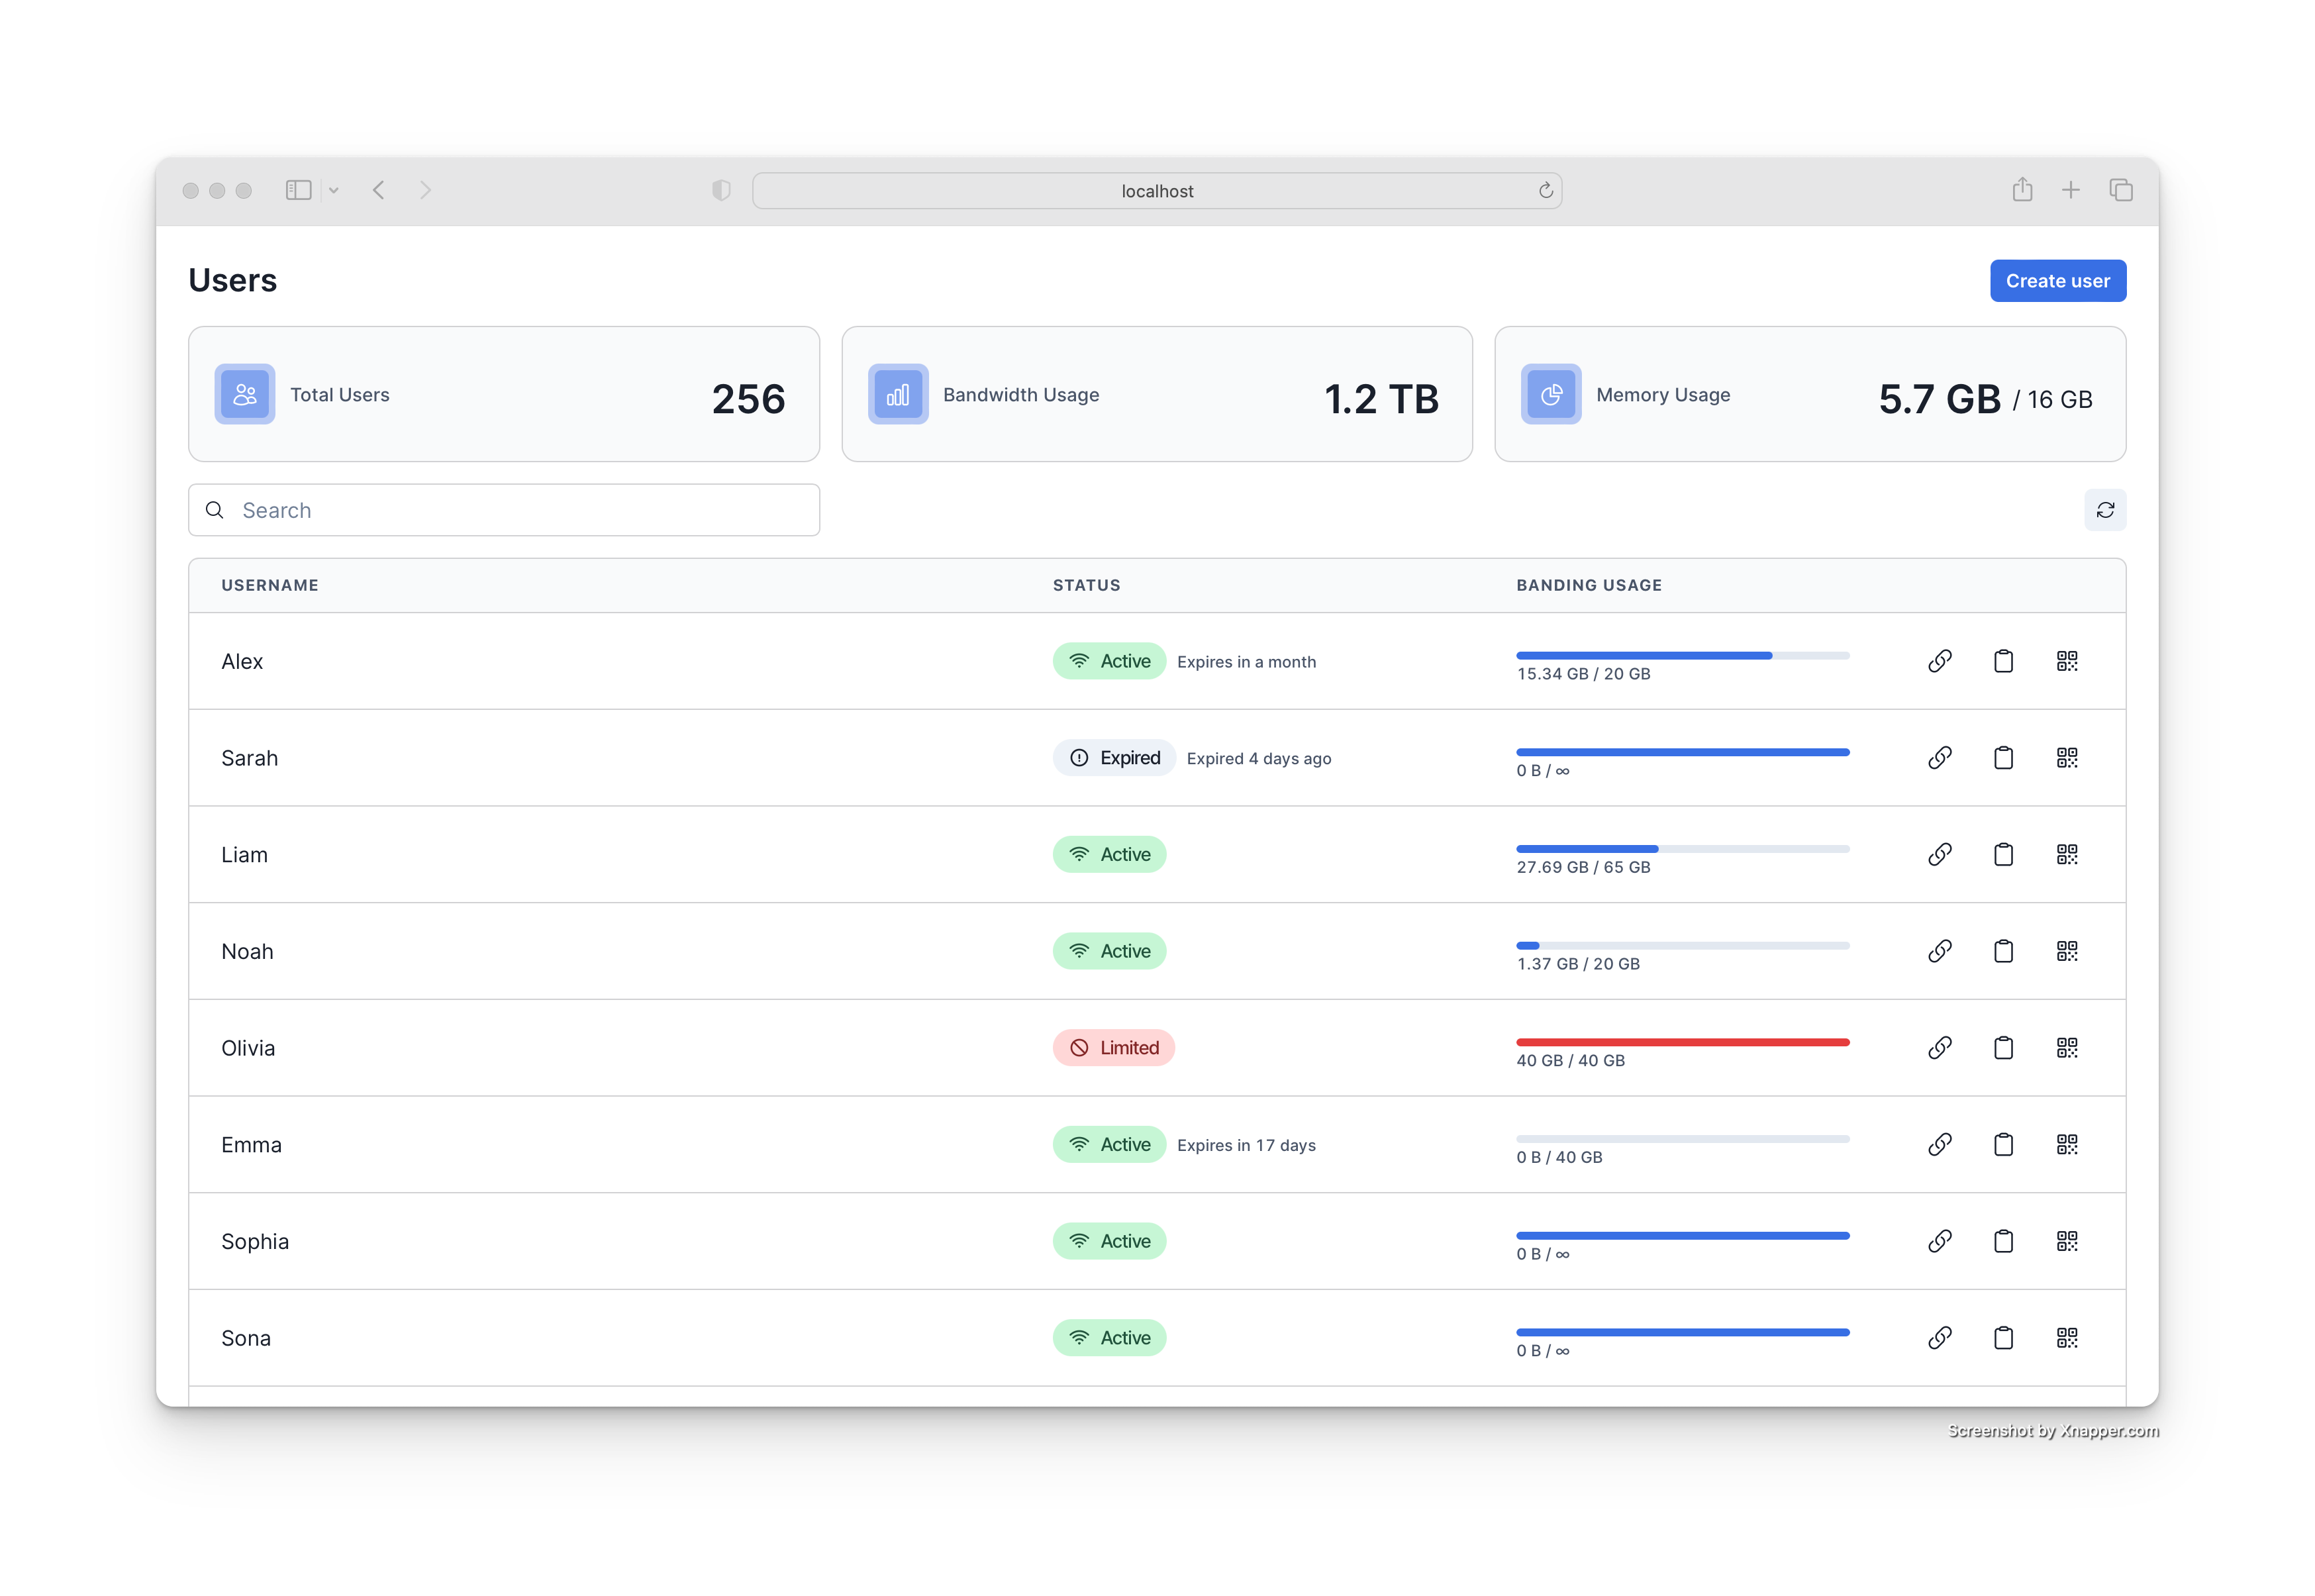 localhost
Users
Create user
Total Users 256
Bandwidth Usage 1.2 TB
Memory Usage 5.7 GB / 16 GB
Search
USERNAME STATUS BANDING USAGE
Alex Active Expires in a month 15.34 GB / 20 GB
Sarah Expired Expired 4 days ago 0 B / ∞
Liam Active 27.69 GB / 65 GB
Noah Active 1.37 GB / 20 GB
Olivia Limited 40 GB / 40 GB
Emma Active Expires in 17 days 0 B / 40 GB
Sophia Active 0 B / ∞
Sona Active 0 B / ∞
Screenshot by Xnapper.com